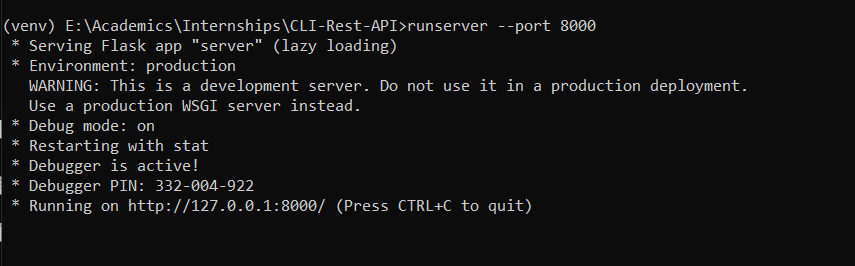 (venv) E:\Academics\Internships\CLI-Rest-API>runserver --port 8000
* Serving Flask app "server" (lazy loading)
* Environment: production
WARNING: This is a development server. Do not use it in a production deployment.
Use a production WSGI server instead.
* Debug mode: on
* Restarting with stat
* Debugger is active!
* Debugger PIN: 332-004-922
* Running on http://127.0.0.1:8000/ (Press CTRL+C to quit)